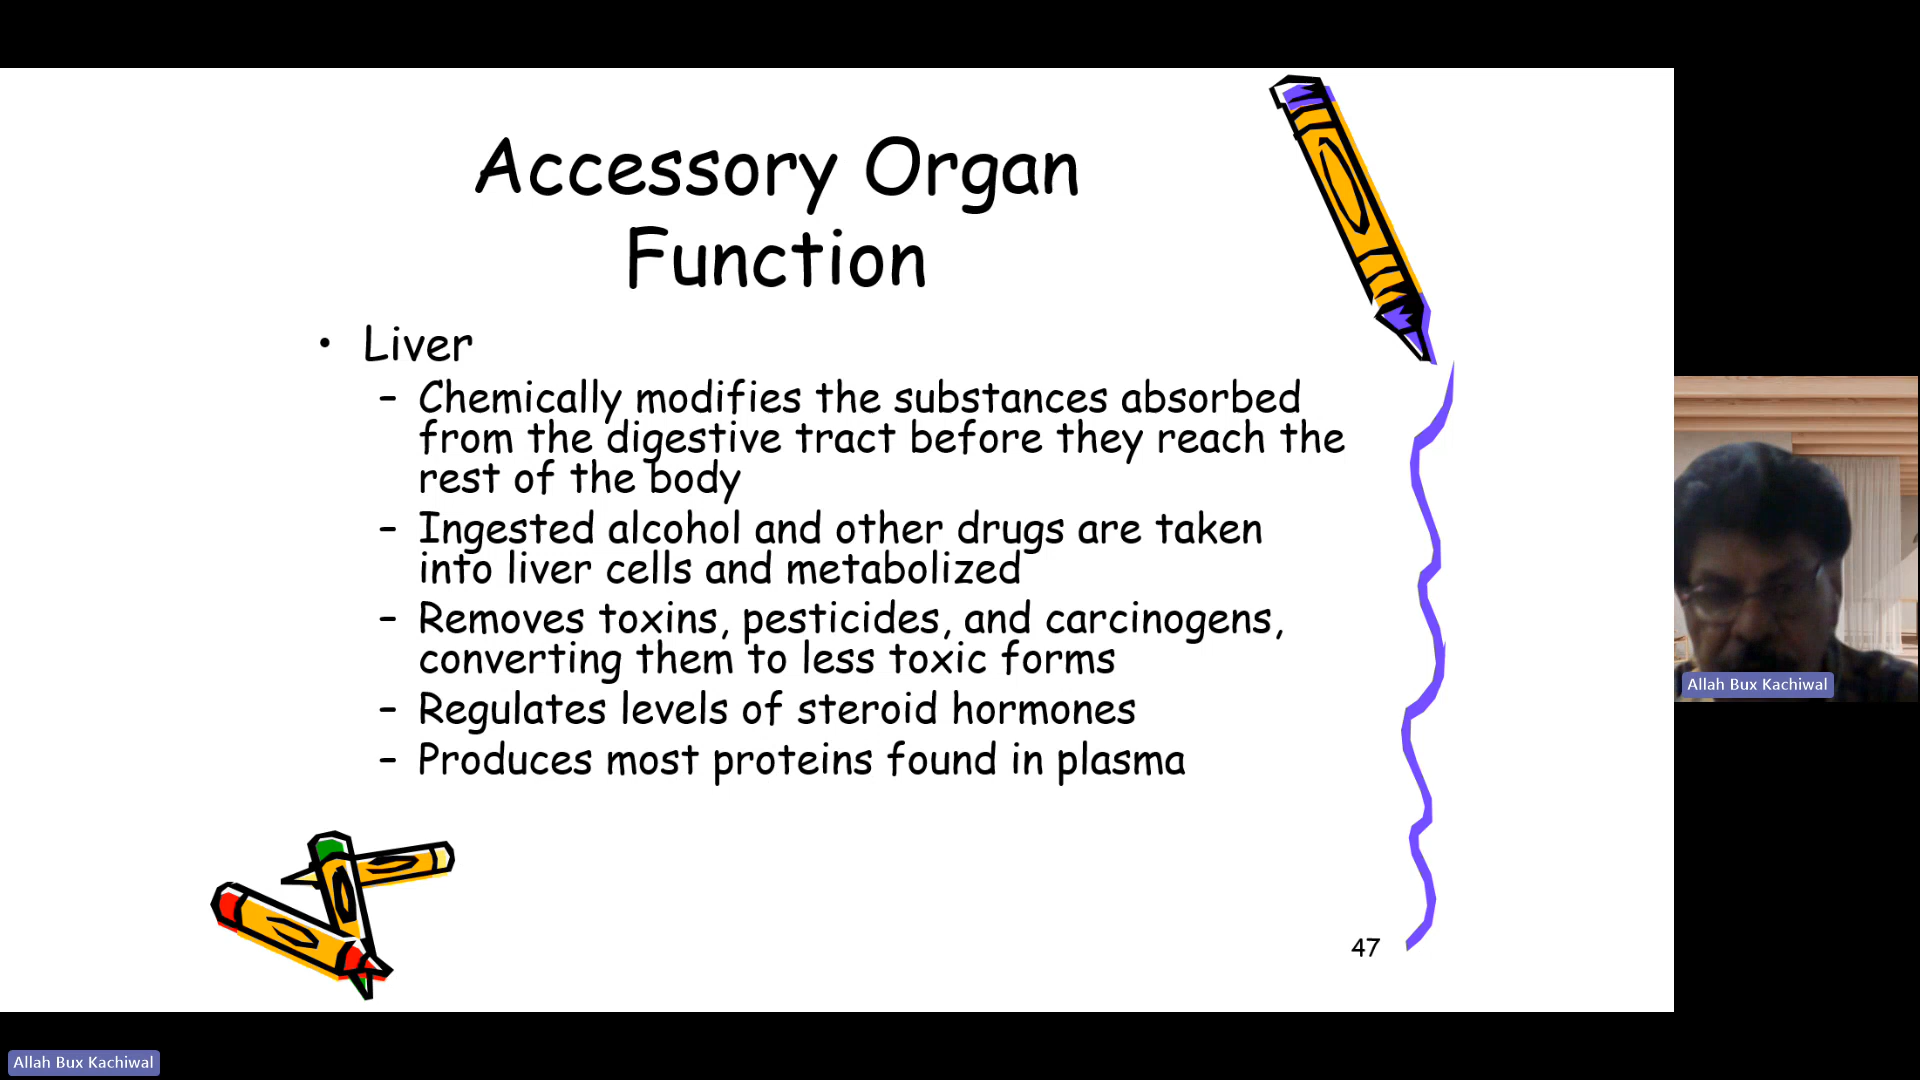 Accessory Organ
Function
• Liver
– Chemically modifies the substances absorbed
from the digestive tract before they reach the
rest of the body
– Ingested alcohol and other drugs are taken
into liver cells and metabolized
– Removes toxins, pesticides, and carcinogens,
converting them to less toxic forms
– Regulates levels of steroid hormones
– Produces most proteins found in plasma
47
Allah Bux Kachiwal
Allah Bux Kachiwal